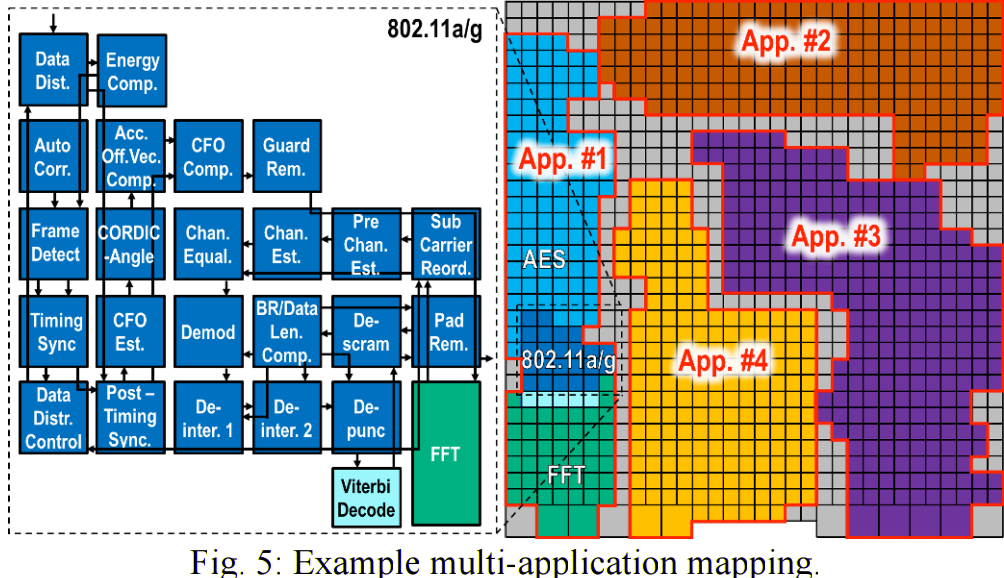 802.11a/g
Data
Dist.
Energy
Comp.
Auto
Corr.
Acc.
Off.Vec.
Comp.
CFO
Comp.
Guard
Rem.
Frame
Detect
CORDIC
-Angle
Chan.
Equal.
Chan.
Est.
Pre
Chan.
Est.
Sub
Carrier
Reord.
Timing
Sync
CFO
Est.
Demod
BR/Data
Len.
Comp.
De-
scram
Pad
Rem.
Data
Distr.
Control
Post –
Timing
Sync.
De-
inter. 1
De-
inter. 2
De-
punc
FFT
Viterbi
Decode
App. #2
App. #1
App. #3
AES
802.11a/g
App. #4
FFT
Fig. 5: Example multi-application mapping.